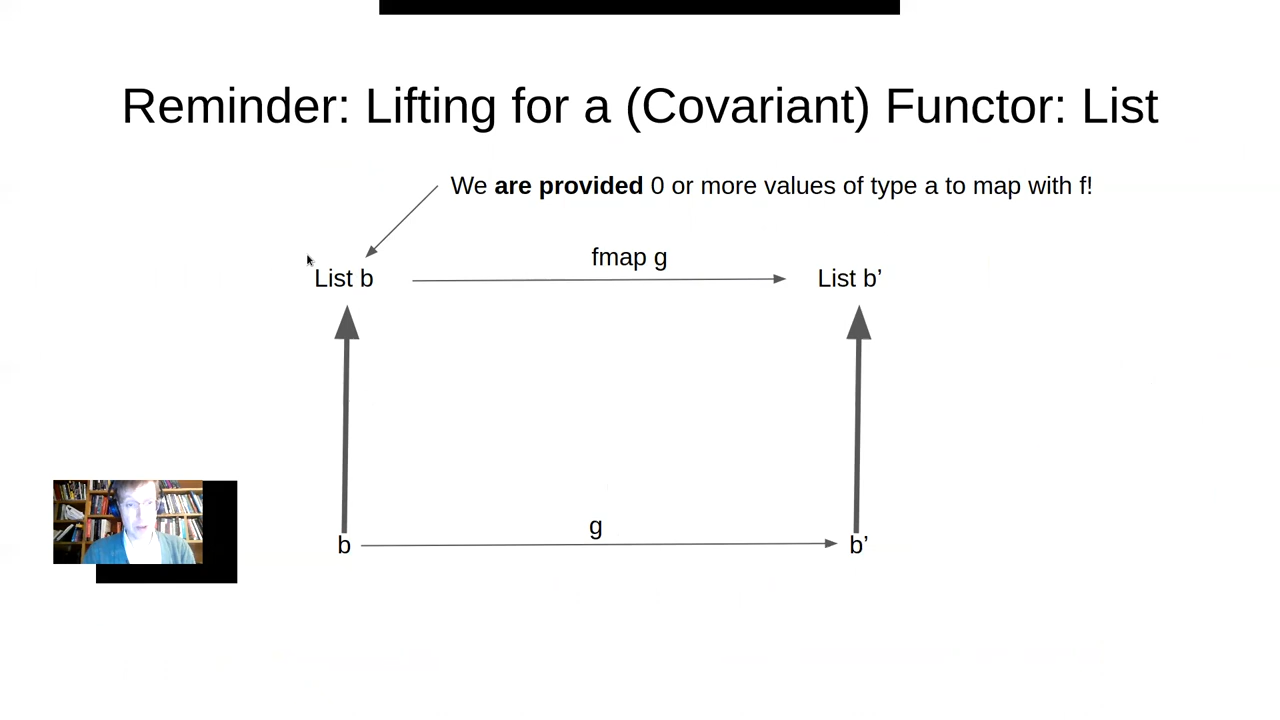 Reminder: Lifting for a (Covariant) Functor: List
We are provided 0 or more values of type a to map with f!
fmap g
List b
List b’
g
b
b’